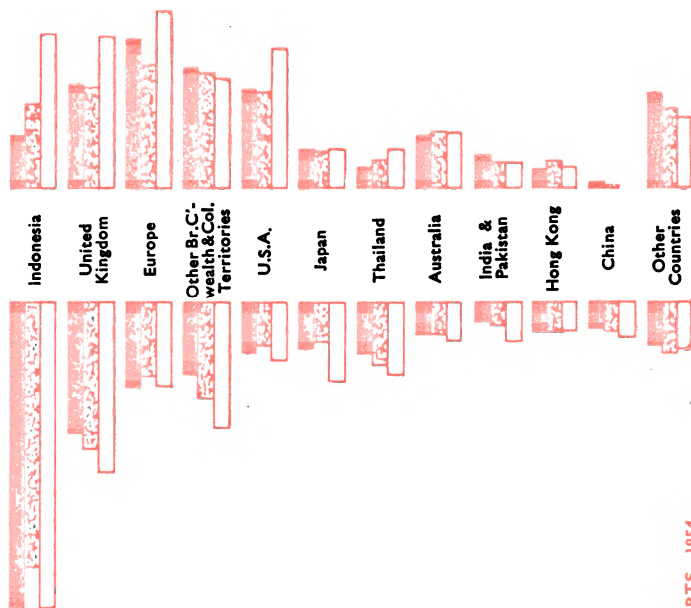 Indonesia
United
Kingdom
Europe
Other Br. C'-
wealth & Col.
Territories
U.S.A.
Japan
Thailand
Australia
India &
Pakistan
Hong Kong
China
Other
Countries
1954